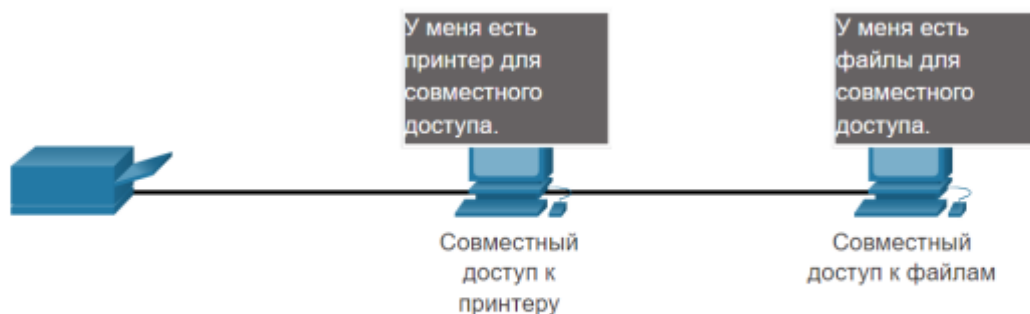 У меня есть
принтер для
совместного
доступа.
У меня есть
файлы для
совместного
доступа.
Совместный
доступ к
принтеру
Совместный
доступ к файлам